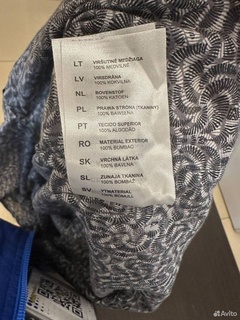 LT VIRŠUTINĖ MEDŽIAGA
100% MEDVILNĖ
LV VIRSDRĀNA
100% KOKVILNA
NL BOVENSTOF
100% KATOEN
PL PRAWA STRONA (TKANINY)
100% BAWEŁNA
PT TECIDO SUPERIOR
100% ALGODÃO
RO MATERIAL EXTERIOR
100% BUMBAC
SK VRCHNÁ LÁTKA
100% BAVLNA
SL ZUNANJA TKANINA
100% BOMBAŽ
SV
100% BOMULL
Avito